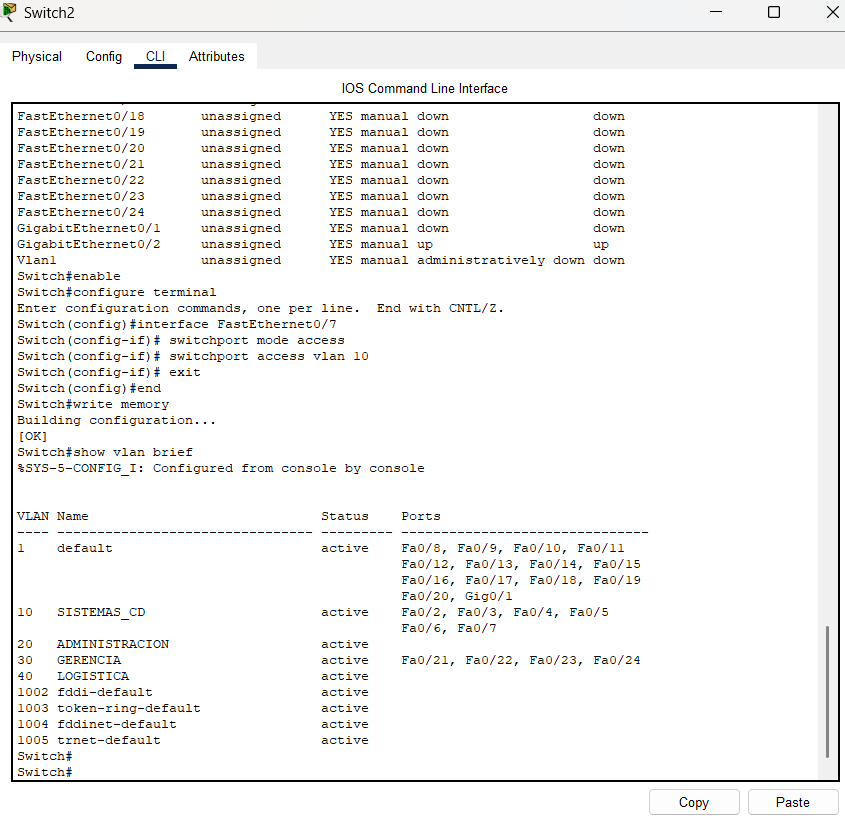 Switch2
Physical Config CLI Attributes
IOS Command Line Interface
FastEthernet0/18       unassigned      YES manual down                  down
FastEthernet0/19       unassigned      YES manual down                  down
FastEthernet0/20       unassigned      YES manual down                  down
FastEthernet0/21       unassigned      YES manual down                  down
FastEthernet0/22       unassigned      YES manual down                  down
FastEthernet0/23       unassigned      YES manual down                  down
FastEthernet0/24       unassigned      YES manual down                  down
GigabitEthernet0/1     unassigned      YES manual down                  down
GigabitEthernet0/2     unassigned      YES manual up                    up
Vlan1                  unassigned      YES manual administratively down down
Switch#enable
Switch#configure terminal
Enter configuration commands, one per line.  End with CNTL/Z.
Switch(config)#interface FastEthernet0/7
Switch(config-if)# switchport mode access
Switch(config-if)# switchport access vlan 10
Switch(config-if)# exit
Switch(config)#end
Switch#write memory
Building configuration...
[OK]
Switch#show vlan brief
%SYS-5-CONFIG_I: Configured from console by console
VLAN Name                             Status    Ports
---- -------------------------------- --------- -------------------------------
1    default                          active    Fa0/8, Fa0/9, Fa0/10, Fa0/11
                                                Fa0/12, Fa0/13, Fa0/14, Fa0/15
                                                Fa0/16, Fa0/17, Fa0/18, Fa0/19
                                                Fa0/20, Gig0/1
10   SISTEMAS_CD                      active    Fa0/2, Fa0/3, Fa0/4, Fa0/5
                                                Fa0/6, Fa0/7
20   ADMINISTRACION                   active
30   GERENCIA                         active    Fa0/21, Fa0/22, Fa0/23, Fa0/24
40   LOGISTICA                        active
1002 fddi-default                     active
1003 token-ring-default               active
1004 fddinet-default                  active
1005 trnet-default                    active
Switch#
Switch#
Copy Paste